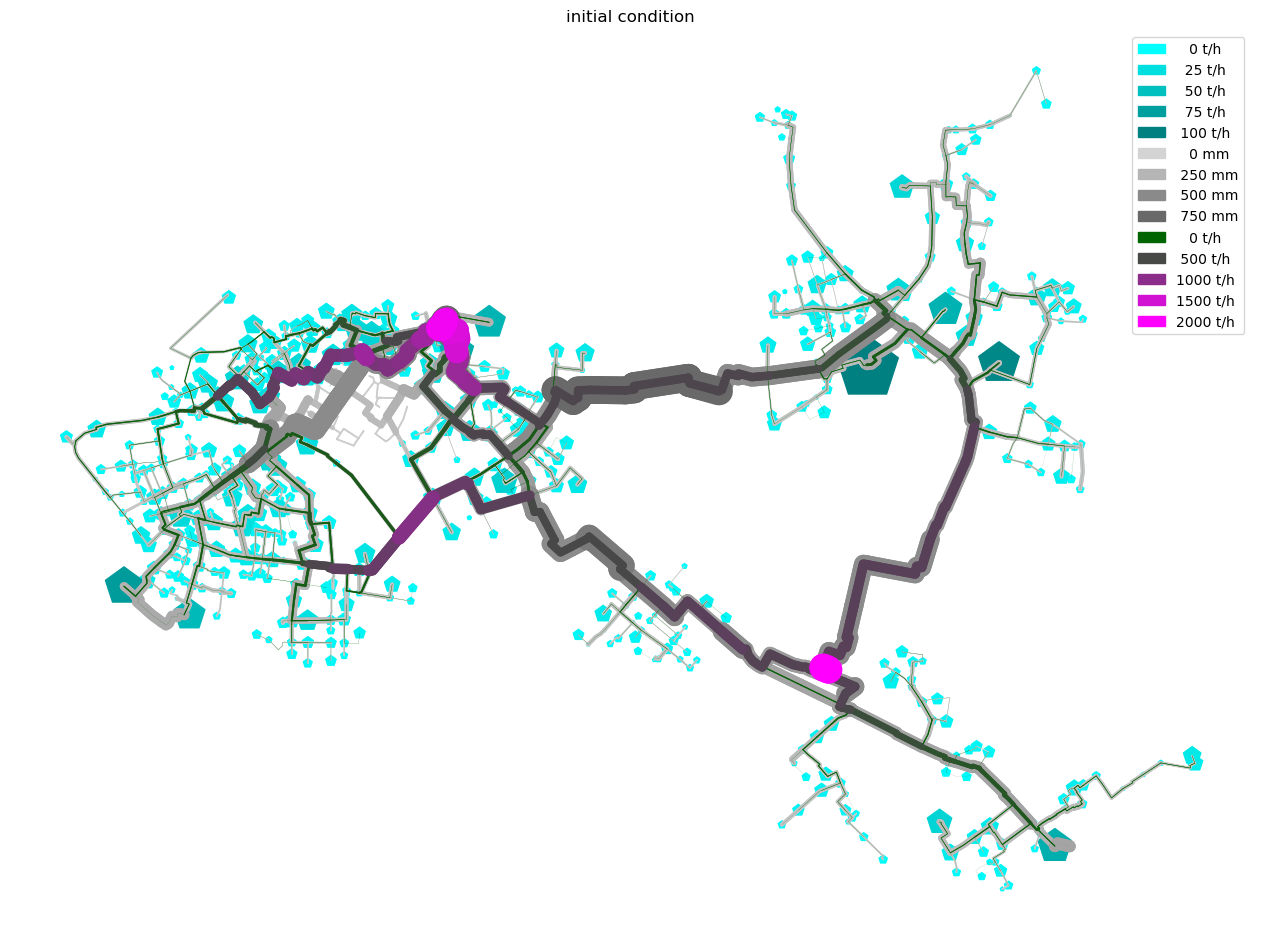 initial condition
0 t/h
25 t/h
50 t/h
75 t/h
100 t/h
0 mm
250 mm
500 mm
750 mm
0 t/h
500 t/h
1000 t/h
1500 t/h
2000 t/h